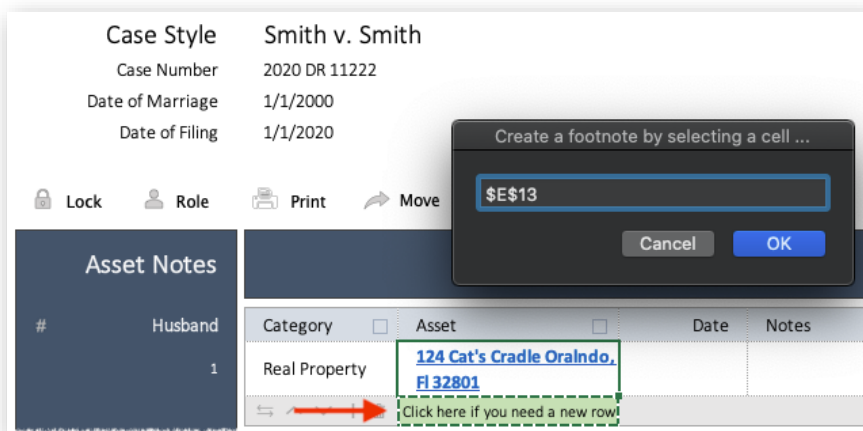 Case Style Smith v. Smith
Case Number 2020 DR 11222
Date of Marriage 1/1/2000
Date of Filing 1/1/2020
Create a footnote by selecting a cell ...
$E$13
Cancel OK
Lock Role Print Move
Asset Notes
# Husband Category Asset Date Notes
1 Real Property 124 Cat's Cradle Oralndo,
Fl 32801
Click here if you need a new row